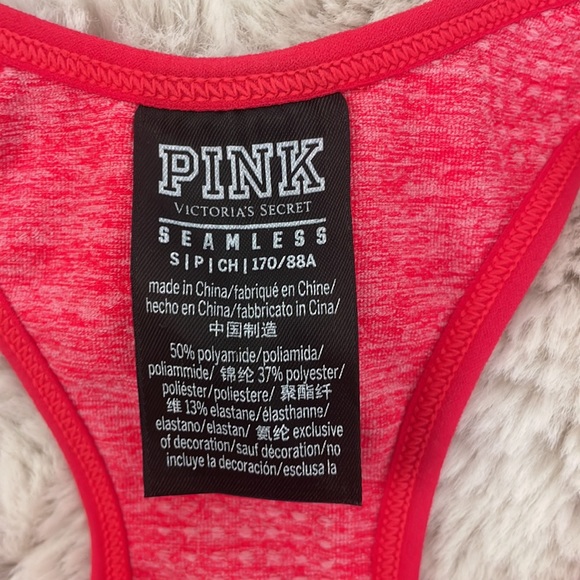 PINK
VICTORIA'S SECRET
SEAMLESS
S|P|CH|170/88A
made in China/fabriqué en Chine/
hecho en China/fabbricato in Cina/
中国制造
50% polyamide/poliamida/
poliammide/ 锦纶 37% polyester/
poliéster/poliestere/ 聚酯纤
维 13% elastane/élasthanne/
elastano/elastan/ 氨纶 exclusive
of decoration/sauf décoration/no
incluye la decoración/esclusa la